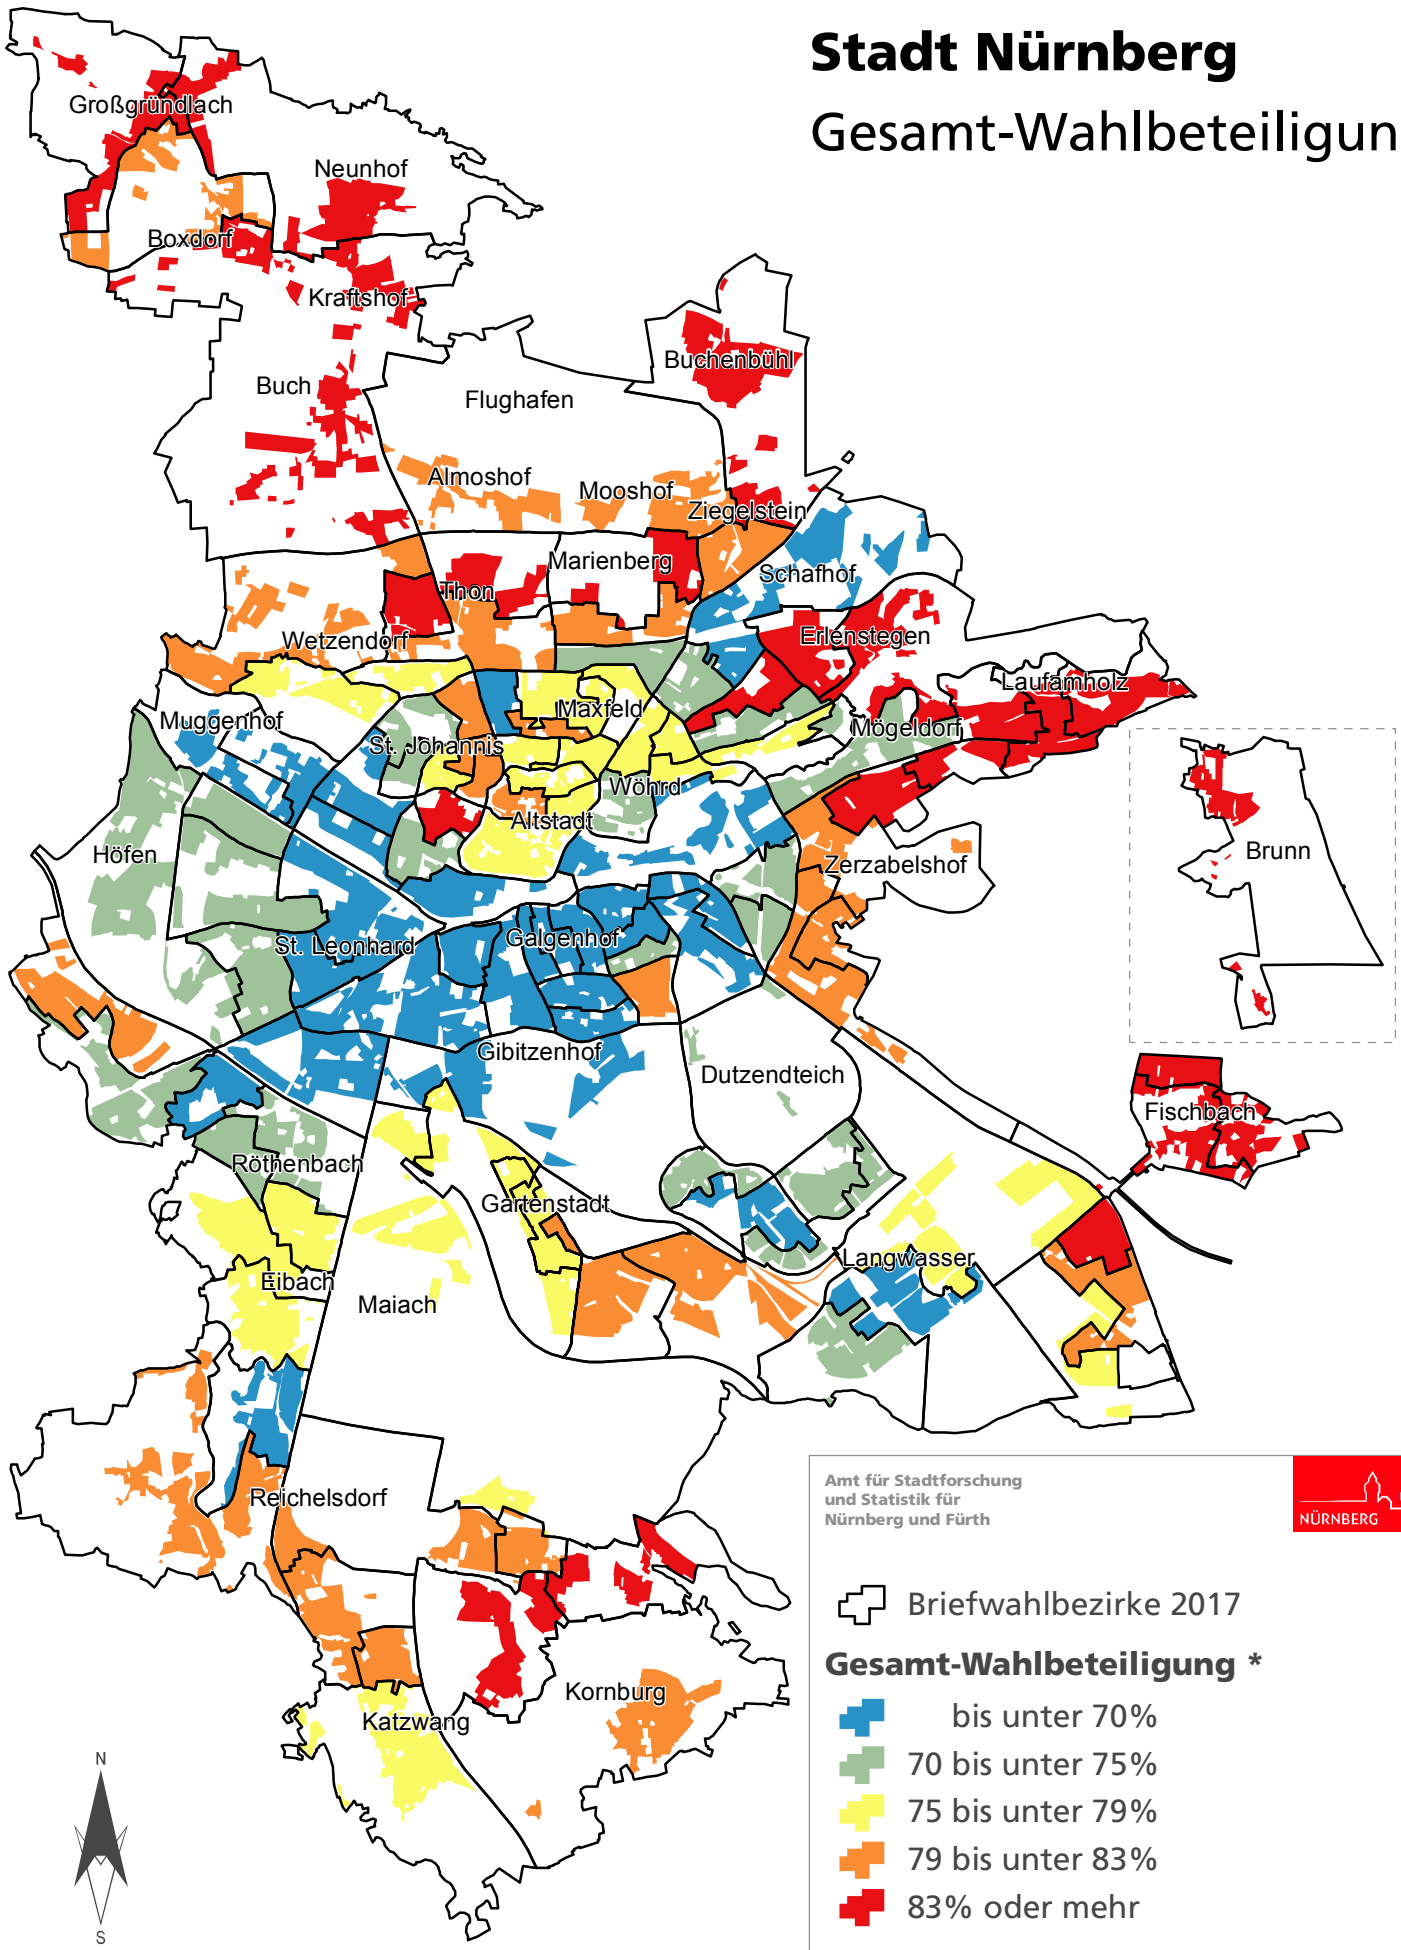 Stadt Nürnberg
Gesamt-Wahlbeteiligun
Großgründlach
Neunhof
Boxdorf
Kraftshof
Buchenbühl
Buch
Flughafen
Almoshof
Mooshof
Ziegelstein
Marienberg
Schafhof
Thon
Wetzendorf
Erlenstegen
Laufamholz
Muggenhof
Maxfeld
Mögeldorf
St. Johannis
Wöhrd
Altstadt
Höfen
Zerzabelshof
Brunn
St. Leonhard
Galgenhof
Gibitzenhof
Dutzendteich
Fischbach
Röthenbach
Gartenstadt
Langwasser
Eibach
Maiach
Reichelsdorf
Kornburg
Katzwang
N
S
Amt für Stadtforschung
und Statistik für
Nürnberg und Fürth
NÜRNBERG
Briefwahlbezirke 2017
Gesamt-Wahlbeteiligung *
bis unter 70%
70 bis unter 75%
75 bis unter 79%
79 bis unter 83%
83% oder mehr